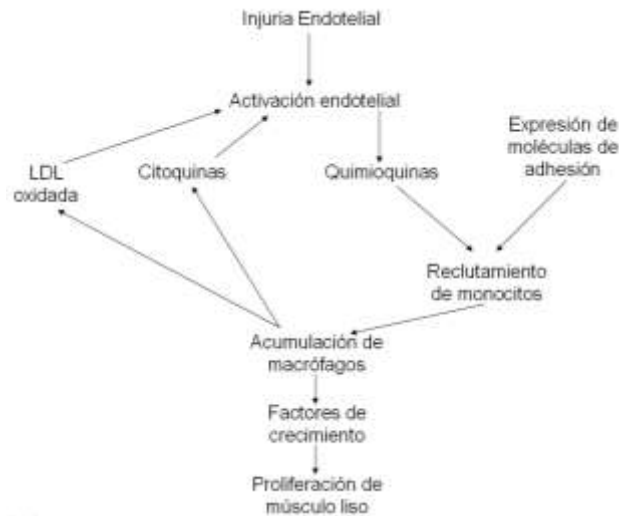 Injuria Endotelial
Activación endotelial
Expresión de
moléculas de
adhesión
LDL
oxidada
Citoquinas
Quimioquinas
Reclutamiento
de monocitos
Acumulación de
macrófagos
Factores de
crecimiento
Proliferación de
músculo liso